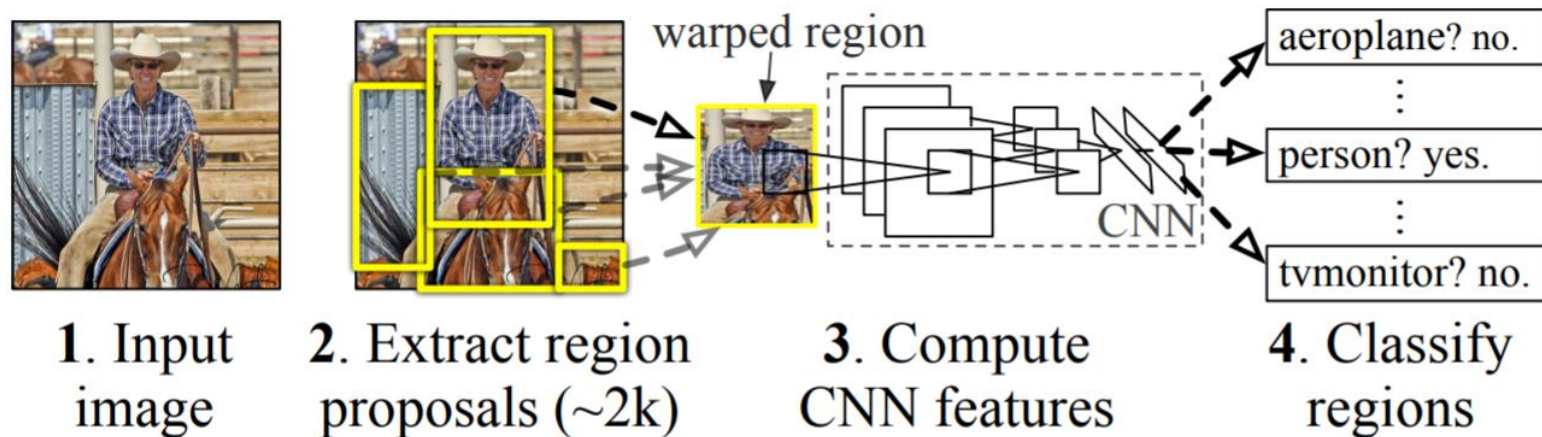 warped region
aeroplane? no.
⋮
person? yes.
⋮
tvmonitor? no.
CNN
1. Input
image
2. Extract region
proposals (~2k)
3. Compute
CNN features
4. Classify
regions